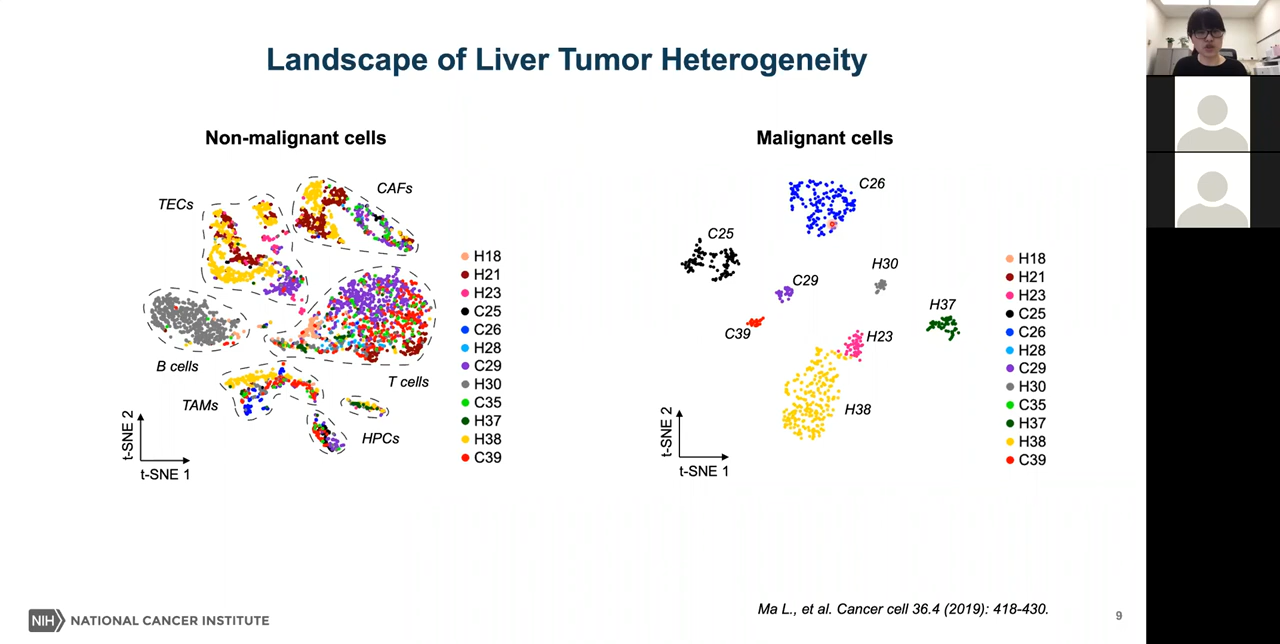 Landscape of Liver Tumor Heterogeneity
Non-malignant cells
CAFs
TECs
B cells
T cells
TAMs
HPCs
t-SNE 2
t-SNE 1
H18
H21
H23
C25
C26
H28
C29
H30
C35
H37
H38
C39
Malignant cells
C26
C25
C29
H30
H37
C39
H23
H38
t-SNE 2
t-SNE 1
H18
H21
H23
C25
C26
H28
C29
H30
C35
H37
H38
C39
Ma L., et al. Cancer cell 36.4 (2019): 418-430.
NIH NATIONAL CANCER INSTITUTE
9